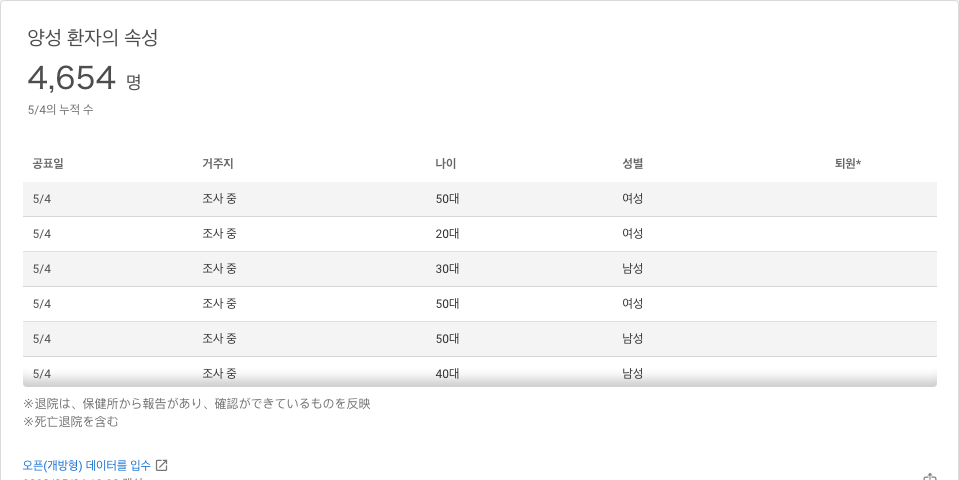 양성 환자의 속성
4,654 명
5/4의 누적 수
공표일 거주지 나이 성별 퇴원*
5/4 조사 중 50대 여성
5/4 조사 중 20대 여성
5/4 조사 중 30대 남성
5/4 조사 중 50대 여성
5/4 조사 중 50대 남성
5/4 조사 중 40대 남성
※退院は、保健所から報告があり、確認ができているものを反映
※死亡退院を含む
오픈(개방형) 데이터를 입수